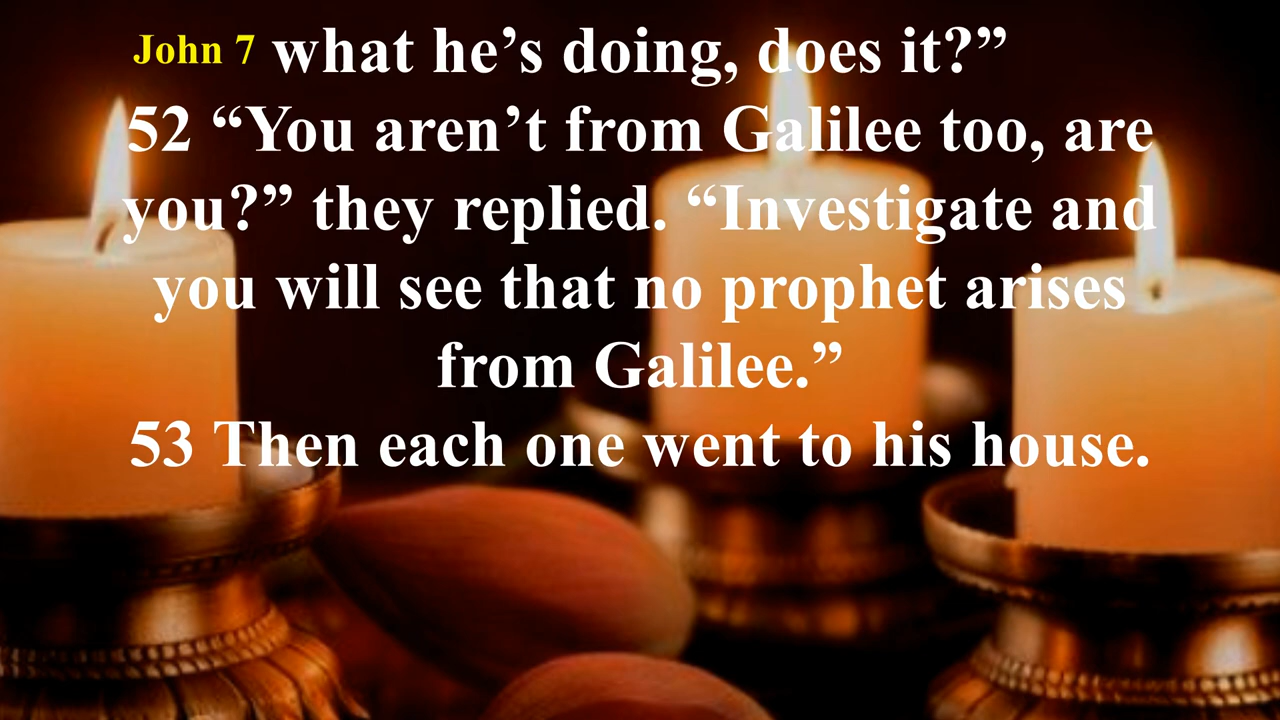 John 7 what he’s doing, does it?”
52 “You aren’t from Galilee too, are
you?” they replied. “Investigate and
you will see that no prophet arises
from Galilee.”
53 Then each one went to his house.